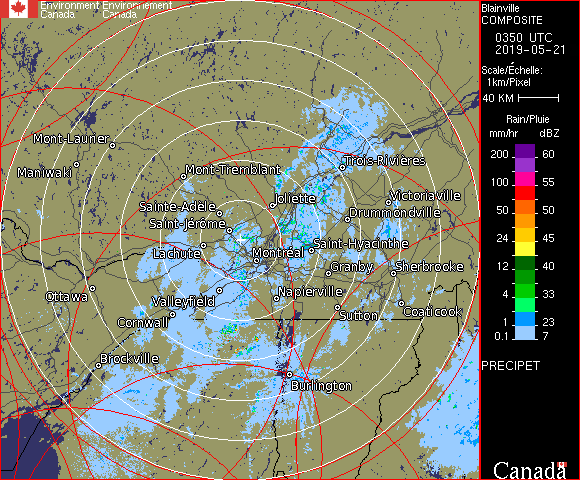 Environment Environnement
Canada Canada
Blainville
COMPOSITE
0350 UTC
2019-05-21
Scale/Échelle:
1km/Pixel
40 KM
Rain/Pluie
mm/hr dBZ
200 60
100 55
50 50
24 45
12 40
4 33
1 23
0.1 7
PRECIPET
Canada
Mont-Laurier
Maniwaki
Mont-Tremblant
Trois-Rivières
Joliette
Victoriaville
Sainte-Adèle
Drummondville
Saint-Jérôme
Saint-Hyacinthe
Lachute
Montréal
Granby
Sherbrooke
Ottawa
Valleyfield
Napierville
Cornwall
Sutton
Coaticook
Brockville
Burlington